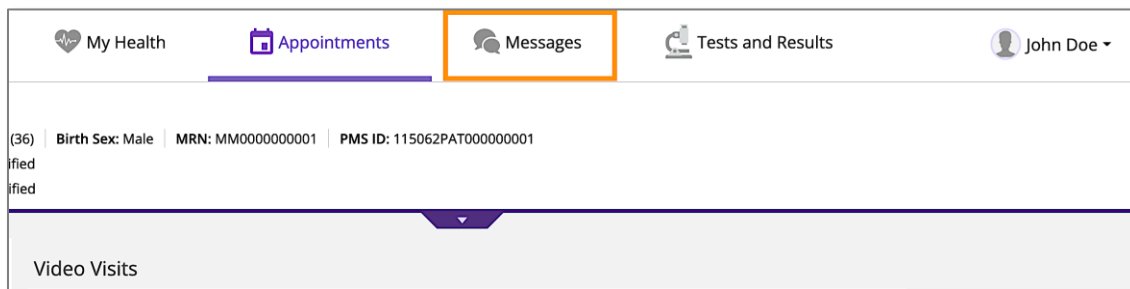 My Health Appointments Messages Tests and Results John Doe
(36) Birth Sex: Male MRN: MM0000000001 PMS ID: 115062PAT000000001
ified
ified
Video Visits